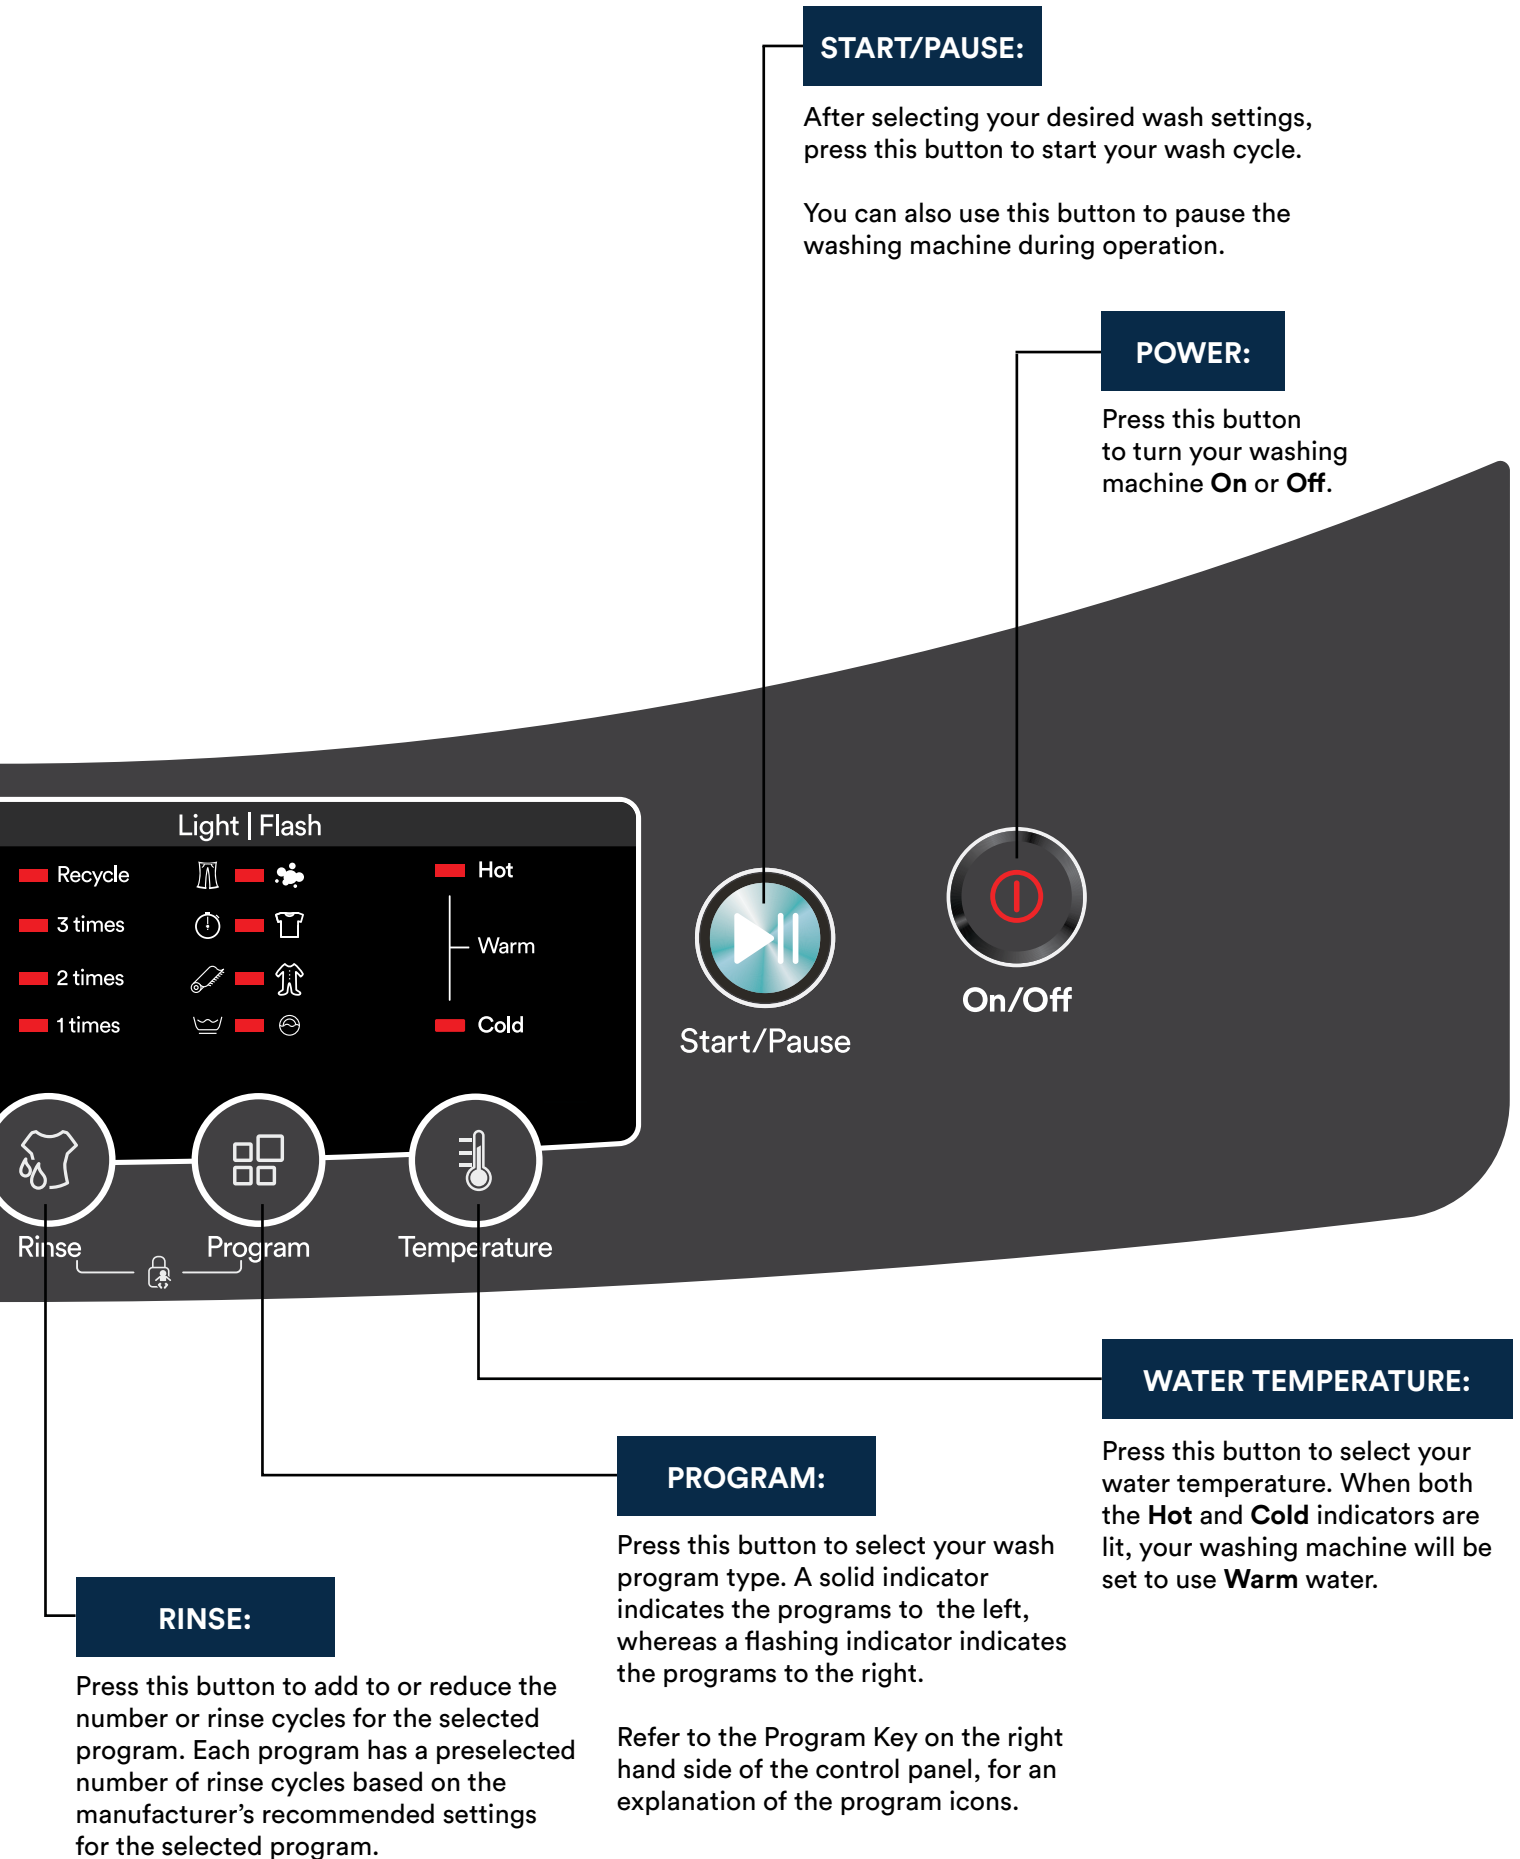 START/PAUSE:
After selecting your desired wash settings,
press this button to start your wash cycle.
You can also use this button to pause the
washing machine during operation.
POWER:
Press this button
to turn your washing
machine On or Off.
Light | Flash
Recycle
3 times
2 times
1 times
Hot
Warm
Cold
Start/Pause
On/Off
Rinse
Program
Temperature
WATER TEMPERATURE:
Press this button to select your
water temperature. When both
the Hot and Cold indicators are
lit, your washing machine will be
set to use Warm water.
PROGRAM:
Press this button to select your wash
program type. A solid indicator
indicates the programs to  the left,
whereas a flashing indicator indicates
the programs to the right.
Refer to the Program Key on the right
hand side of the control panel, for an
explanation of the program icons.
RINSE:
Press this button to add to or reduce the
number or rinse cycles for the selected
program. Each program has a preselected
number of rinse cycles based on the
manufacturer’s recommended settings
for the selected program.